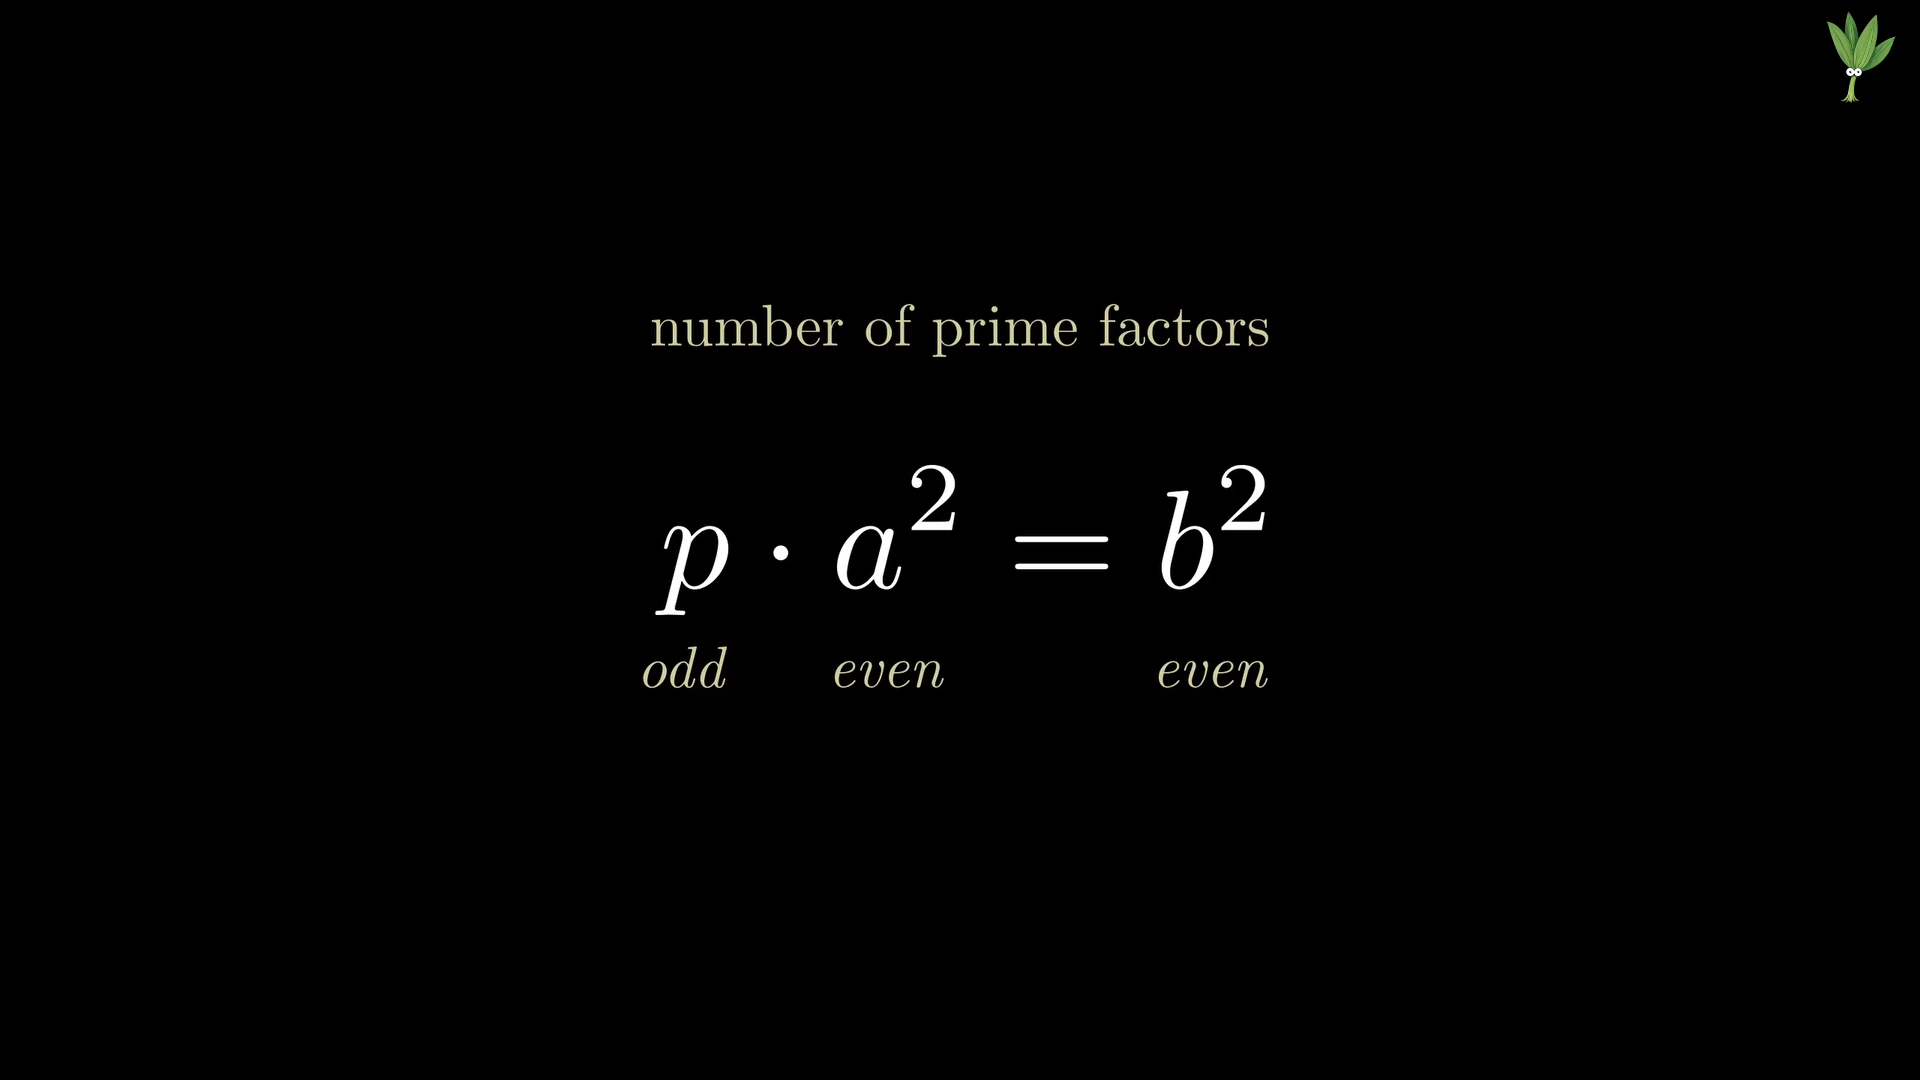 number of prime factors
p · a² = b²
odd even even